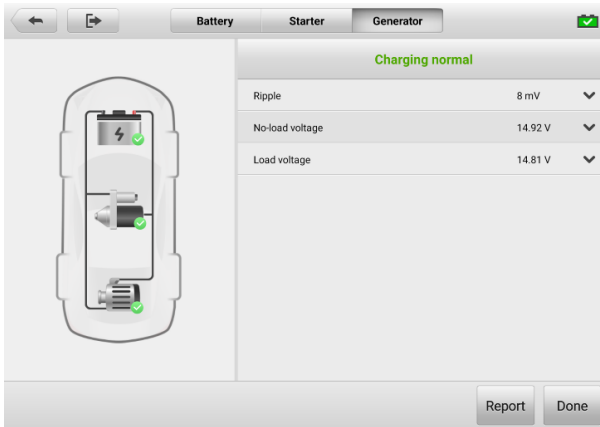 Battery Starter Generator
Charging normal
Ripple 8 mV
No-load voltage 14.92 V
Load voltage 14.81 V
Report Done